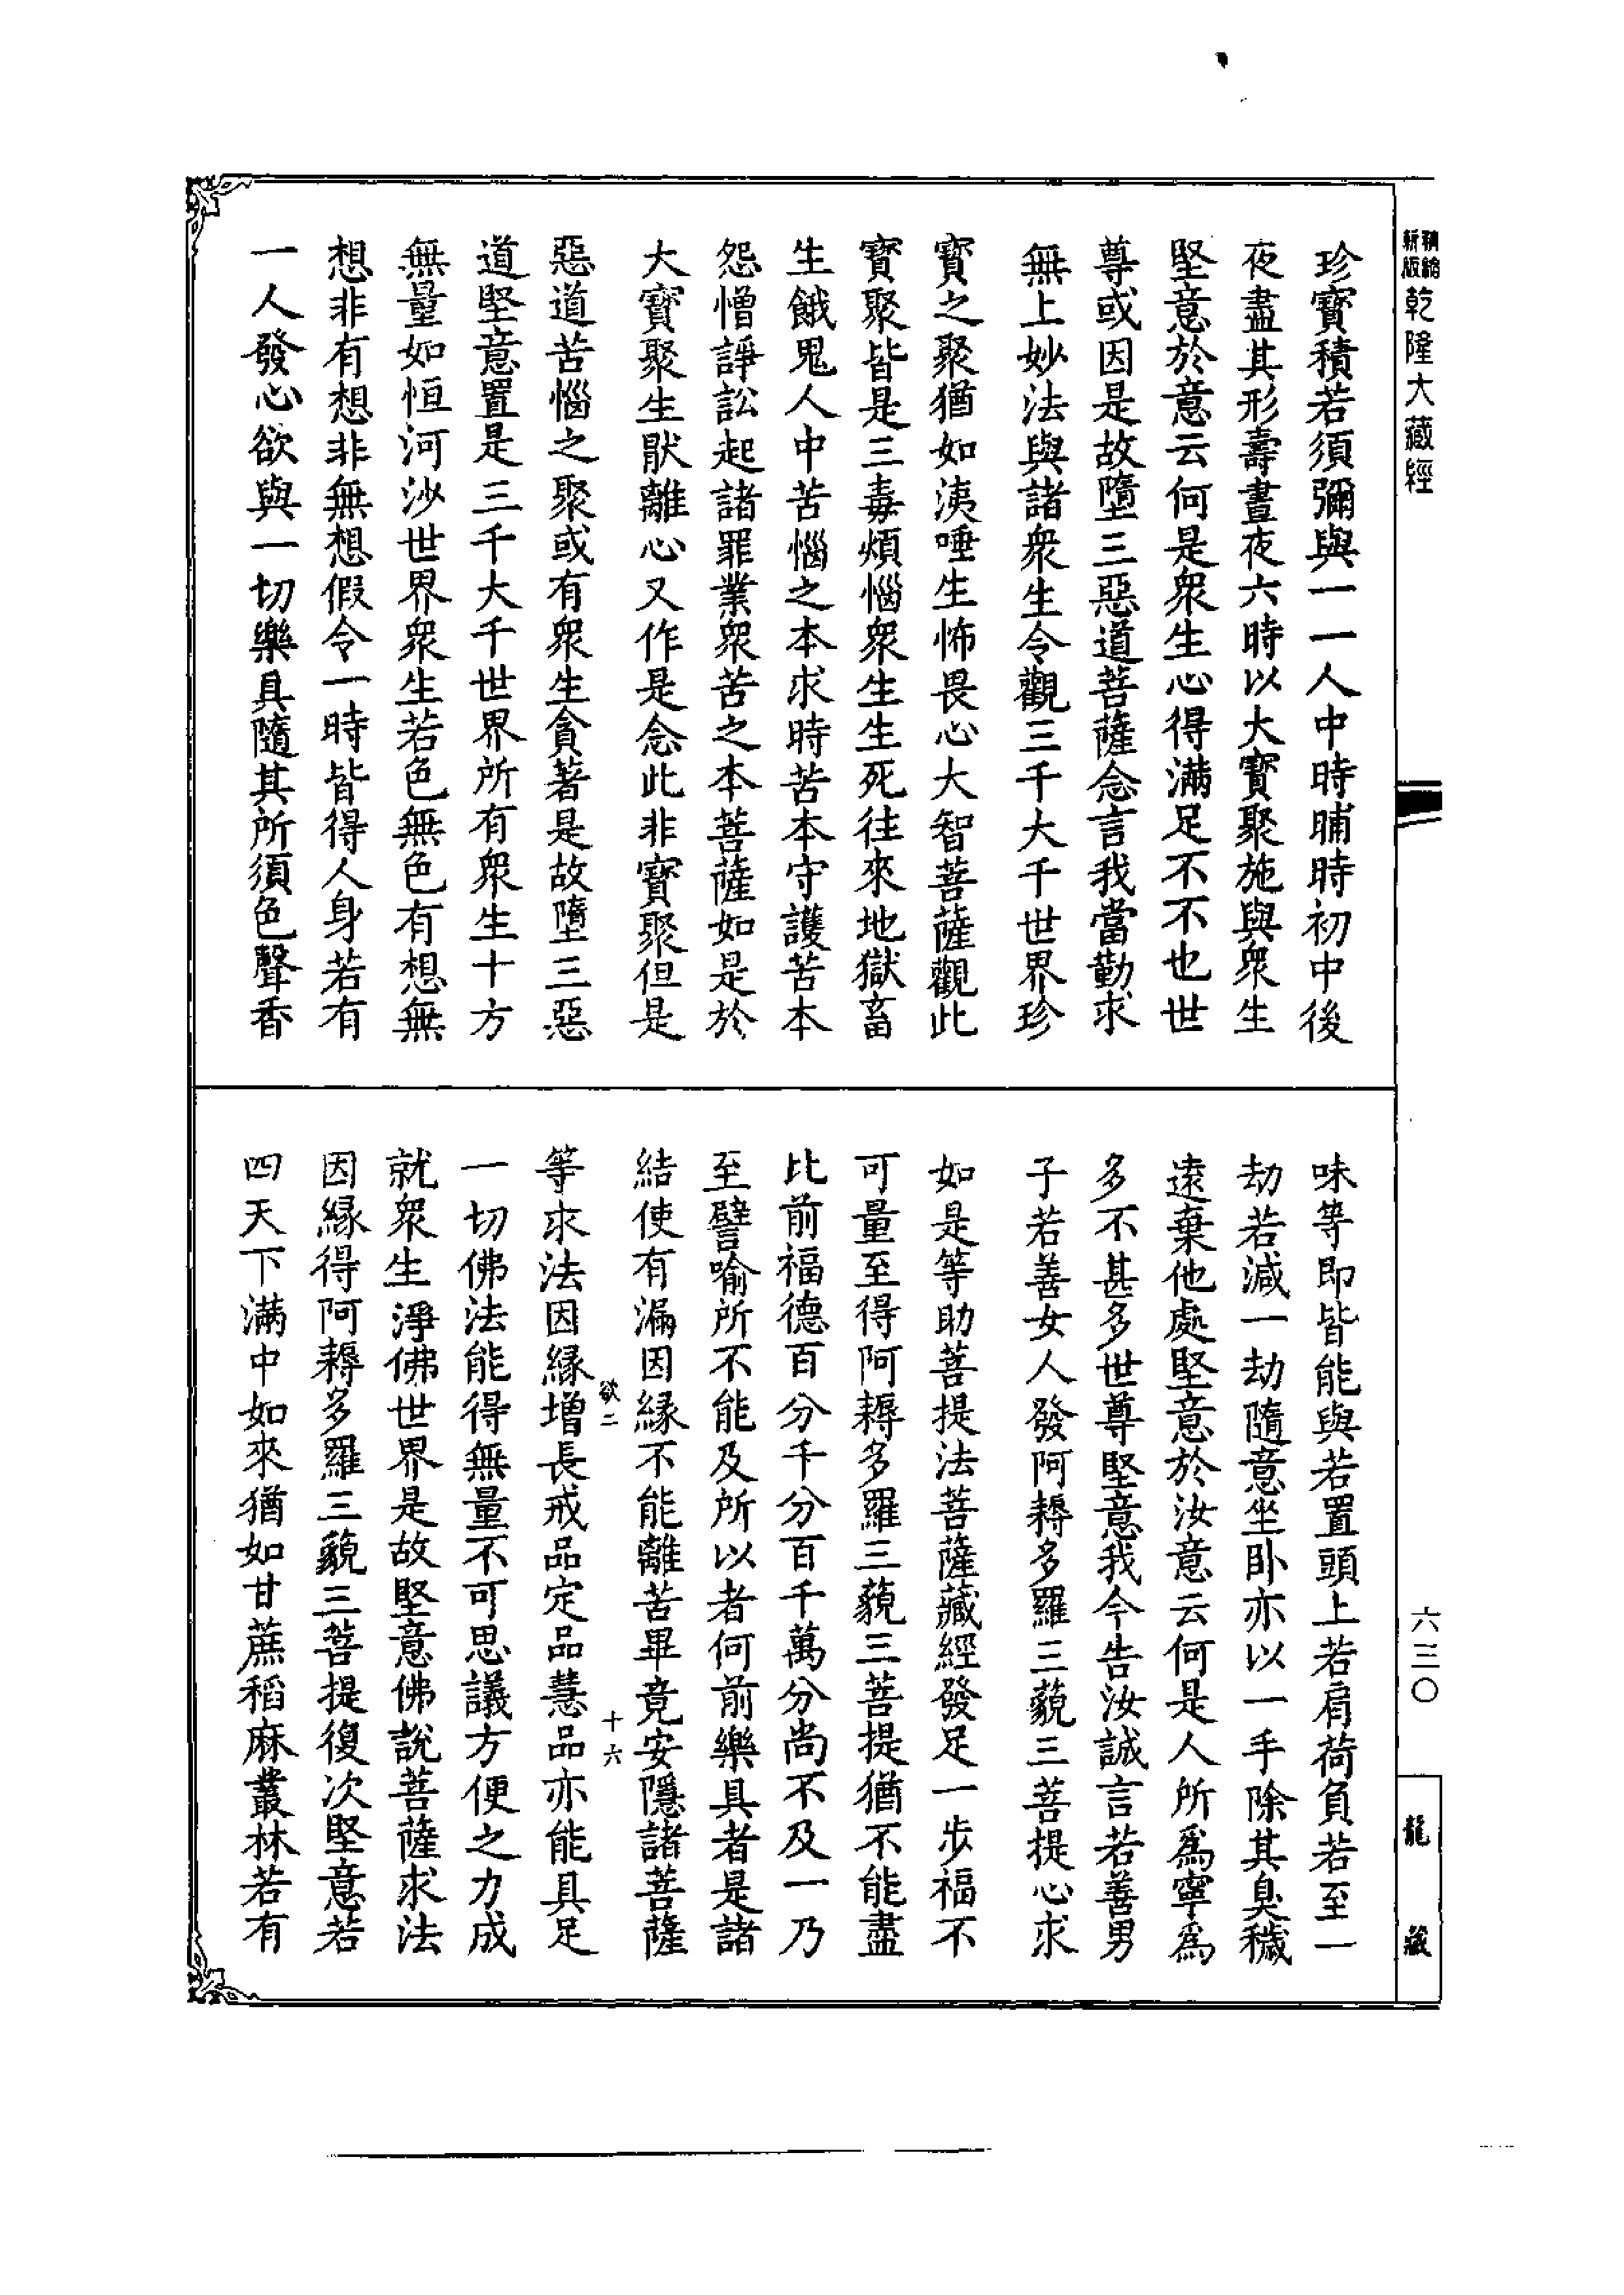 精縮新版乾隆大藏經
珍寶積若須彌與一一人中時晡時初中後
夜盡其形壽晝夜六時以大寶聚施與衆生
堅意於意云何是衆生心得滿足不不也世
尊或因是故墮三惡道菩薩念言我當勤求
無上妙法與諸衆生令觀三千大千世界珍
寶之聚猶如洟唾生怖畏心大智菩薩觀此
寶聚皆是三毒煩惱衆生生死往來地獄畜
生餓鬼人中苦惱之本求時苦本守護苦本
怨憎諍訟起諸罪業衆苦之本菩薩如是於
大寶聚生厭離心又作是念此非寶聚但是
惡道苦惱之聚或有衆生貪著是故墮三惡
道堅意置是三千大千世界所有衆生十方
無量如恒河沙世界衆生若色無色有想無
想非有想非無想假令一時皆得人身若有
一人發心欲與一切樂具隨其所須色聲香
味等即皆能與若置頭上若肩荷負若至一
劫若減一劫隨意坐卧亦以一手除其臭穢
遠棄他處堅意於汝意云何是人所爲寧爲
多不甚多世尊堅意我今告汝誠言若善男
子若善女人發阿耨多羅三藐三菩提心求
如是等助菩提法菩薩藏經發足一步福不
可量至得阿耨多羅三藐三菩提猶不能盡
比前福德百分千分百千萬分尚不及一乃
至譬喻所不能及所以者何前樂具者是諸
結使有漏因緣不能離苦畢竟安隱諸菩薩
欲二 十六
等求法因緣增長戒品定品慧品亦能具足
一切佛法能得無量不可思議方便之力成
就衆生淨佛世界是故堅意佛說菩薩求法
因緣得阿耨多羅三藐三菩提復次堅意若
四天下滿中如來猶如甘蔗稻麻叢林若有
六三〇
龍藏